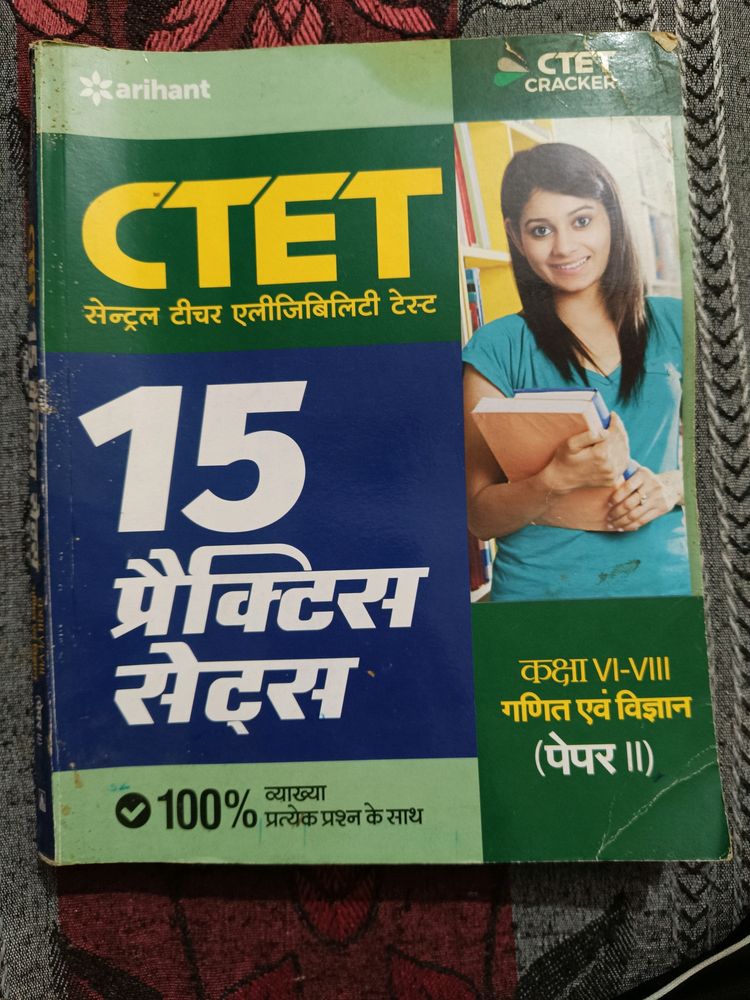 arihant
CTET
CRACKER
CTET
सेन्ट्रल टीचर एलीजिबिलिटी टेस्ट
15
प्रैक्टिस
सेट्स
कक्षा VI-VIII
गणित एवं विज्ञान
(पेपर II)
100% व्याख्या
प्रत्येक प्रश्न के साथ